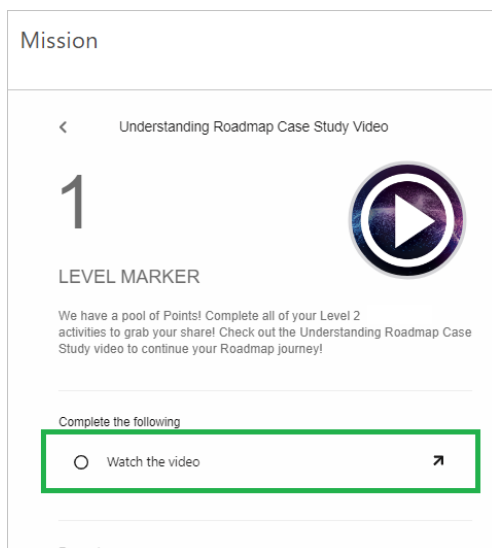 Mission
Understanding Roadmap Case Study Video
1
LEVEL MARKER
We have a pool of Points! Complete all of your Level 2
activities to grab your share! Check out the Understanding Roadmap Case
Study video to continue your Roadmap journey!
Complete the following
Watch the video